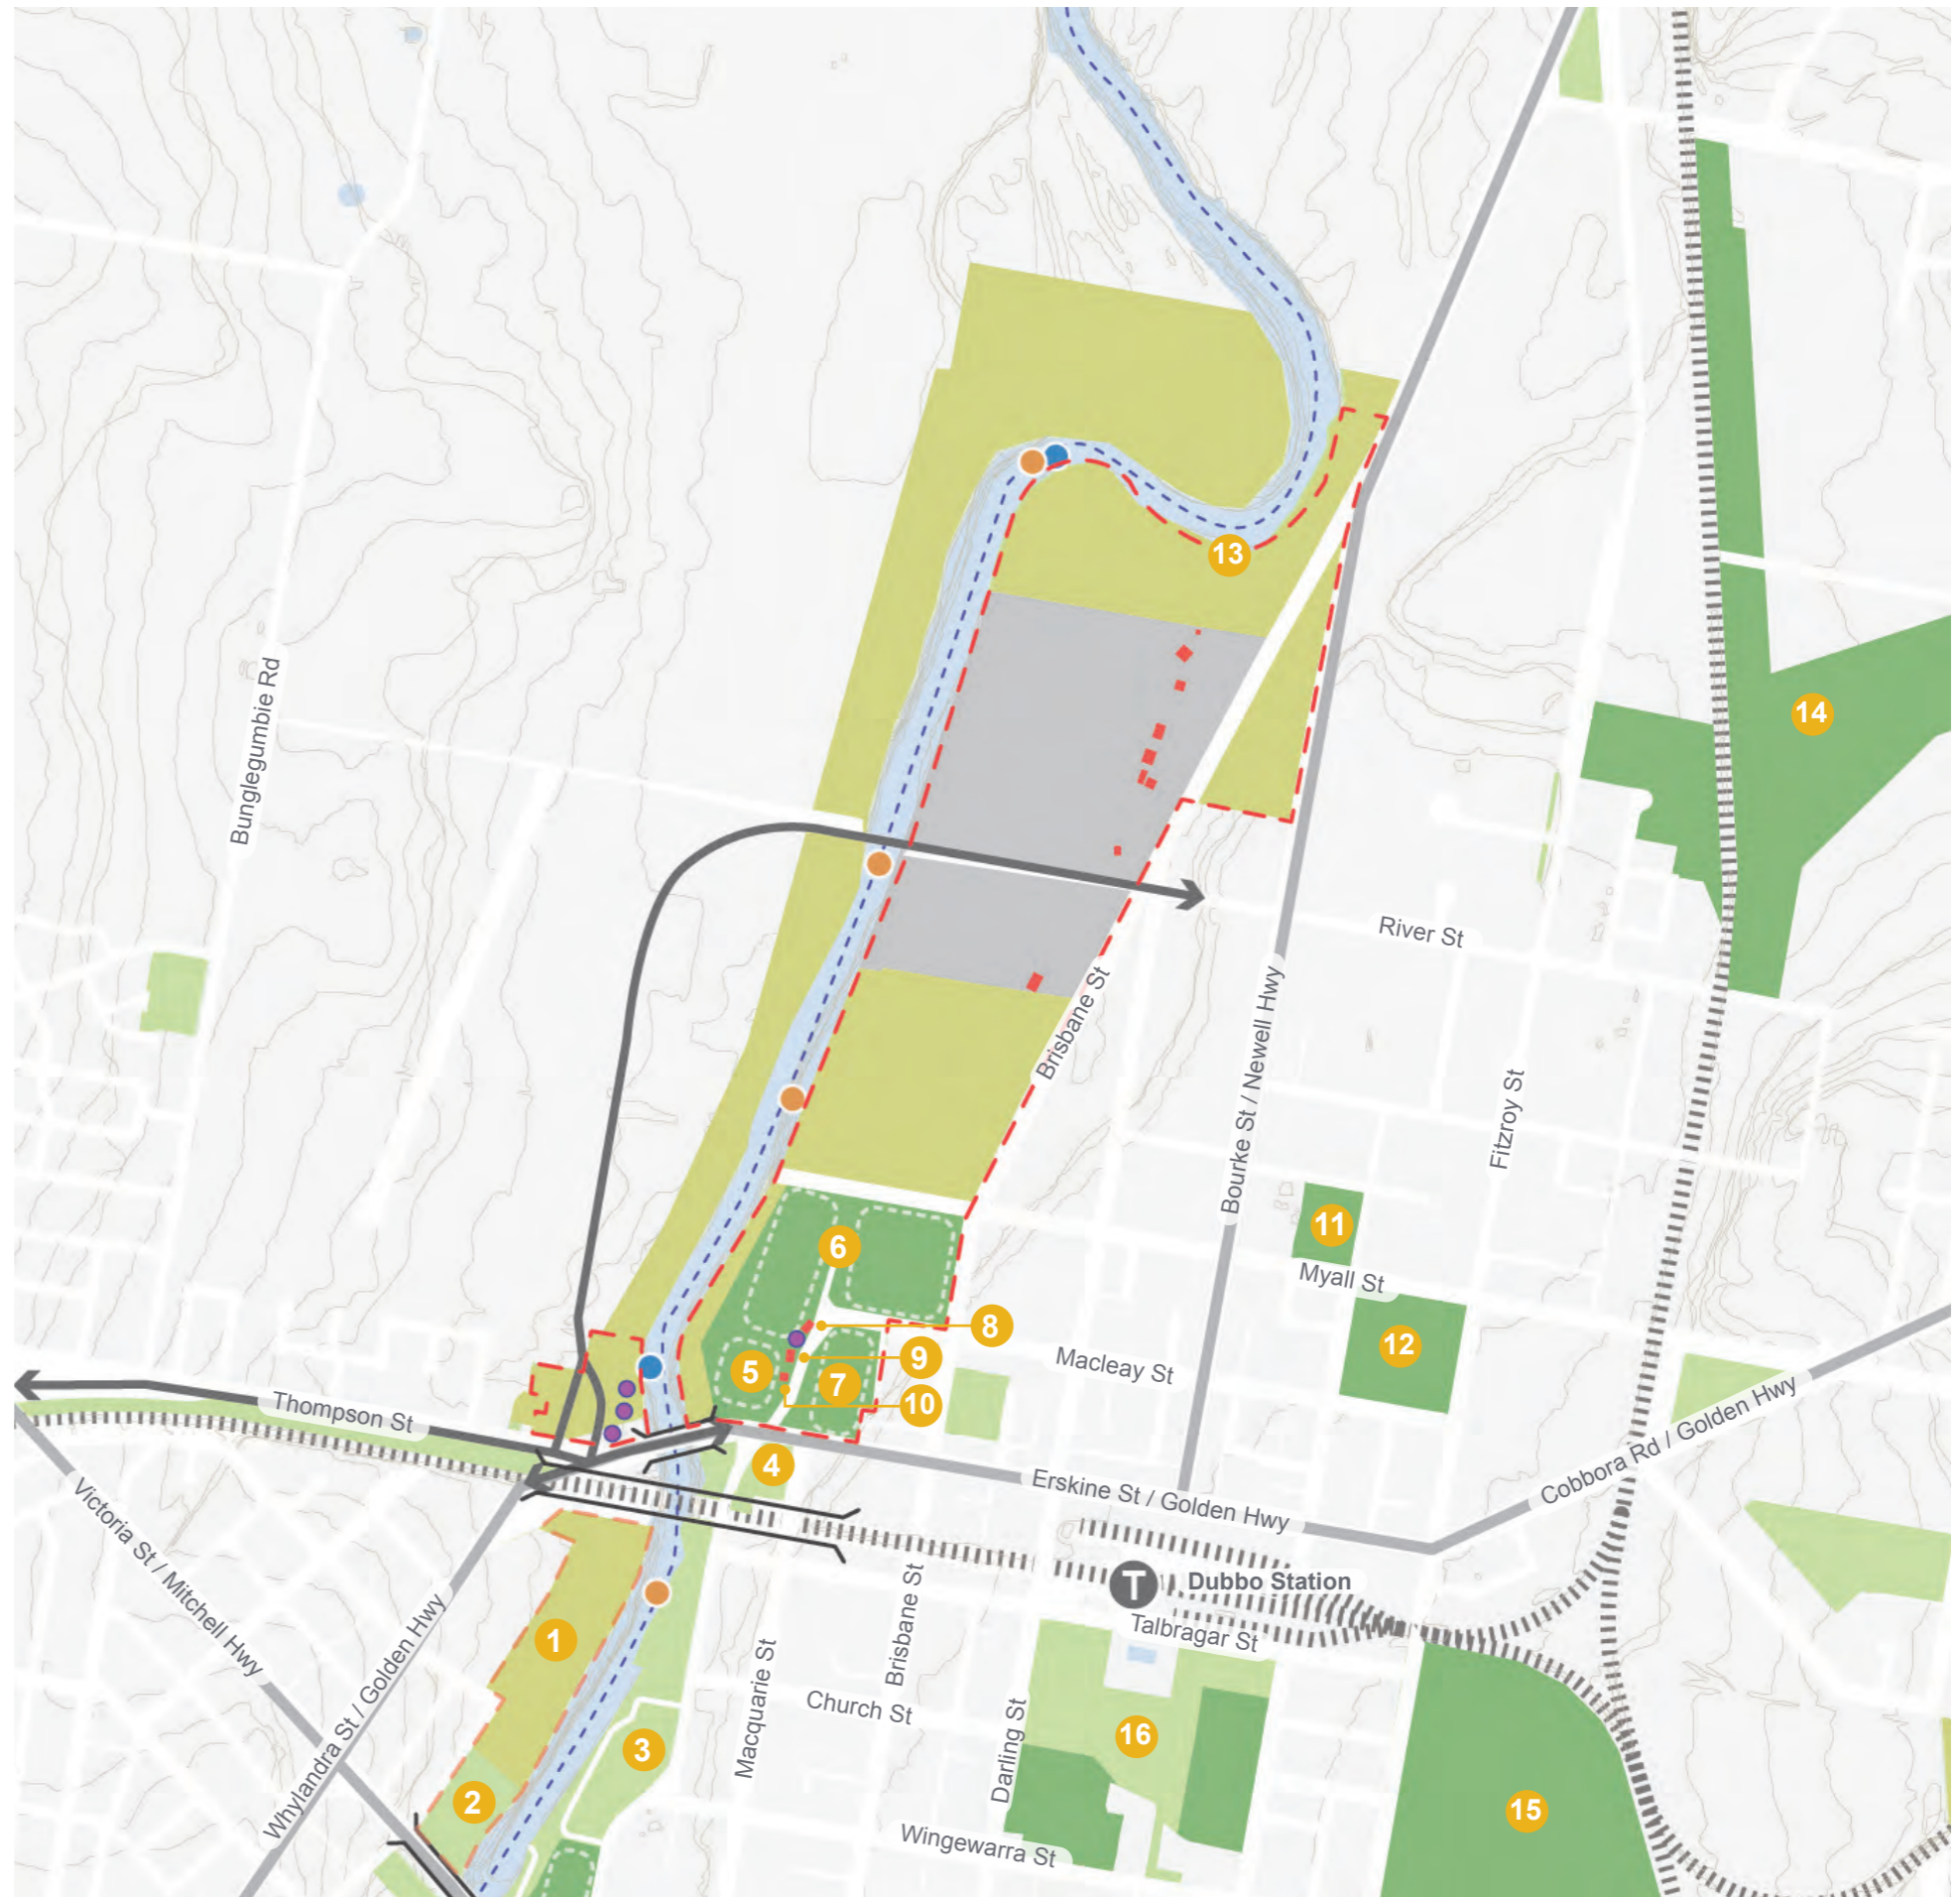 13
14
Bunglegumbie Rd
River St
Brisbane St
Bourke St / Newell Hwy
Fitzroy St
11
6
Myall St
8
12
9
Macleay St
5
7
10
Thompson St
4
Erskine St / Golden Hwy
Cobbora Rd / Golden Hwy
Victoria St / Mitchell Hwy
T Dubbo Station
Talbragar St
1
Whylandra St / Golden Hwy
Brisbane St
Macquarie St
Church St
Darling St
3
16
2
15
Wingewarra St